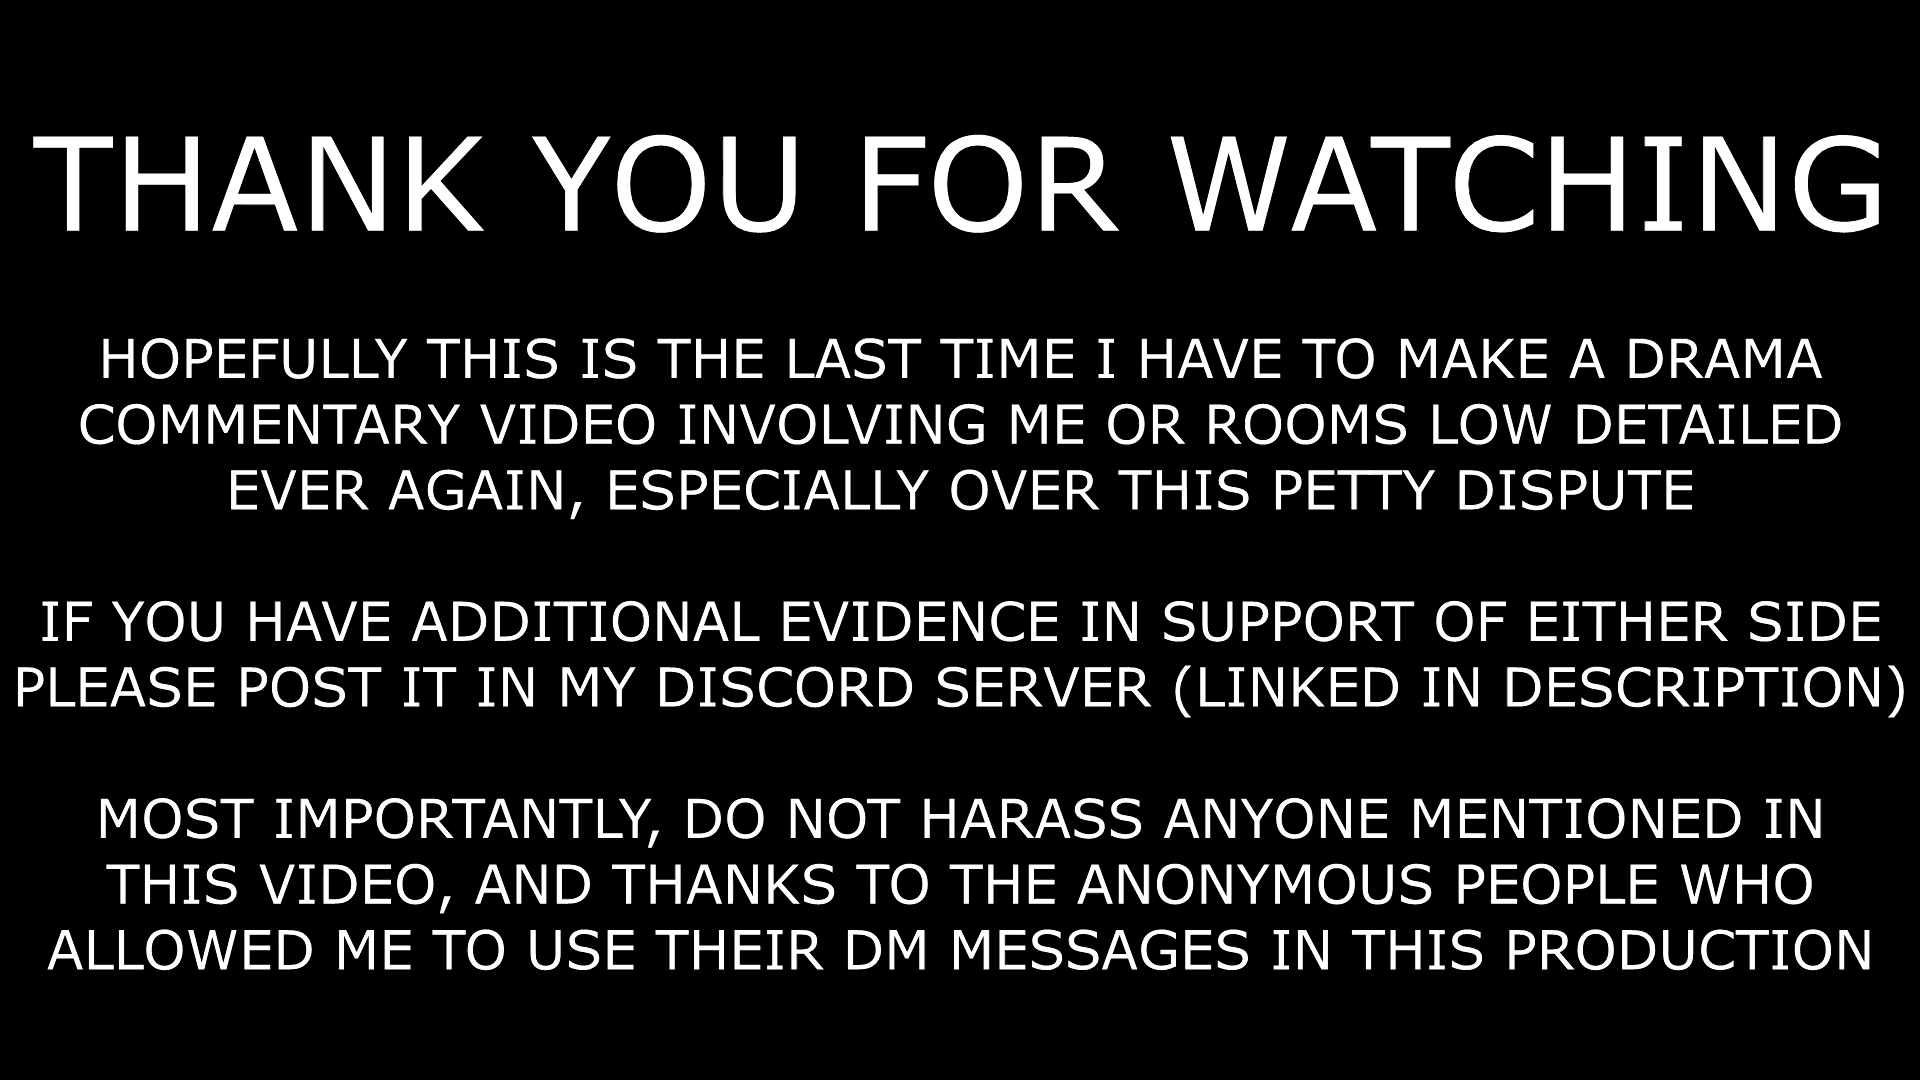 THANK YOU FOR WATCHING
HOPEFULLY THIS IS THE LAST TIME I HAVE TO MAKE A DRAMA
COMMENTARY VIDEO INVOLVING ME OR ROOMS LOW DETAILED
EVER AGAIN, ESPECIALLY OVER THIS PETTY DISPUTE
IF YOU HAVE ADDITIONAL EVIDENCE IN SUPPORT OF EITHER SIDE
PLEASE POST IT IN MY DISCORD SERVER (LINKED IN DESCRIPTION)
MOST IMPORTANTLY, DO NOT HARASS ANYONE MENTIONED IN
THIS VIDEO, AND THANKS TO THE ANONYMOUS PEOPLE WHO
ALLOWED ME TO USE THEIR DM MESSAGES IN THIS PRODUCTION